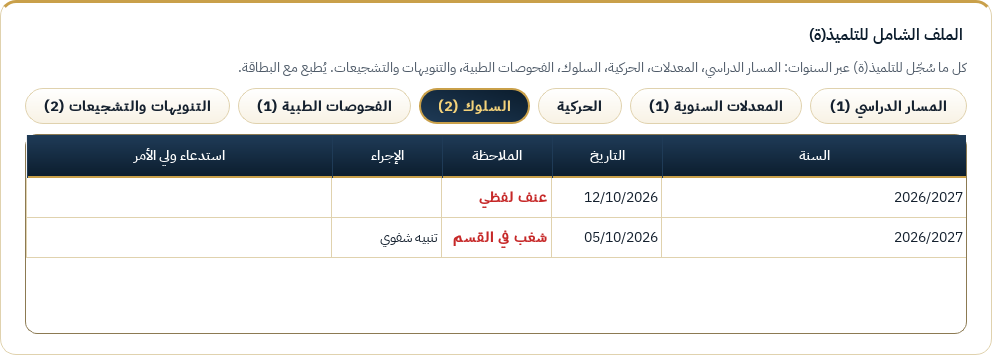 الملف الشامل للتلميذ(ة)
كل ما سُجّل للتلميذ(ة) عبر السنوات: المسار الدراسي، المعدلات، الحركية، السلوك، الفحوصات الطبية، والتنويهات والتشجيعات. يُطبع مع البطاقة.
المسار الدراسي (1) المعدلات السنوية (1) الحركية السلوك (2) الفحوصات الطبية (1) التنويهات والتشجيعات (2)
السنة التاريخ الملاحظة الإجراء استدعاء ولي الأمر
2026/2027 12/10/2026 عنف لفظي
2026/2027 05/10/2026 شغب في القسم تنبيه شفوي